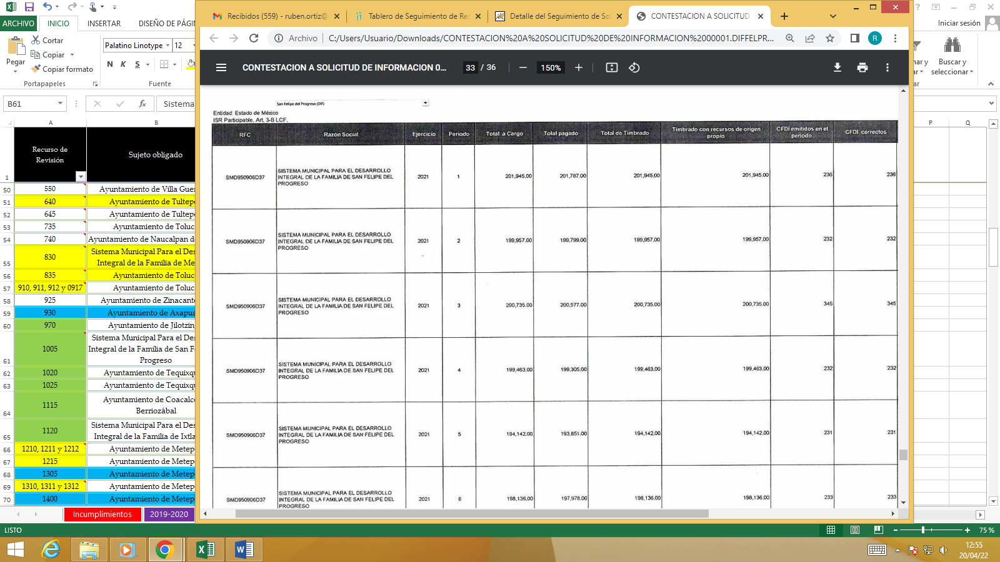 Recibidos (559) - ruben.ortiz@
Tablero de Seguimiento de Re
Detalle del Seguimiento de So
CONTESTACION A SOLICITUD
Archivo
C:/Users/Usuario/Downloads/CONTESTACION%20A%20SOLICITUD%20DE%20INFORMACION%2000001.DIFFELPR...
R
CONTESTACION A SOLICITUD DE INFORMACION 0...
33 / 36
150%
ARCHIVO
INICIO
INSERTAR
DISEÑO DE PÁGIN
Iniciar sesión
Pegar
Cortar
Copiar
Copiar formato
Portapapeles
Palatino Linotype
12
N K S
Fuente
Buscar y
seleccionar
B61
fx
Sistema
A B P Q
1
Recurso de
Revisión
Sujeto obligado
50 550 Ayuntamiento de Villa Guer
51 640 Ayuntamiento de Tultepe
52 645 Ayuntamiento de Tultepe
53 735 Ayuntamiento de Toluc
54 740 Ayuntamiento de Naucalpan d
55 830 Sistema Municipal Para el Des
Integral de la Familia de Me
56 835 Ayuntamiento de Toluc
57 910, 911, 912 y 0917 Ayuntamiento de Toluc
58 925 Ayuntamiento de Zinacant
59 930 Ayuntamiento de Axapus
60 970 Ayuntamiento de Jilotzin
61 1005 Sistema Municipal Para el Des
Integral de la Familia de San F
Progreso
62 1020 Ayuntamiento de Tequixq
63 1025 Ayuntamiento de Tequixq
64 1115 Ayuntamiento de Coacalc
Berriozábal
65 1120 Sistema Municipal Para el Des
Integral de la Familia de Ixtla
66 1210, 1211 y 1212 Ayuntamiento de Metep
67 1215 Ayuntamiento de Metep
68 1305 Ayuntamiento de Metep
69 1310, 1311 y 1312 Ayuntamiento de Metep
70 1400 Ayuntamiento de Metep
Incumplimientos
2019-2020
San Felipe del Progreso (DIF)
Entidad: Estado de México
ISR Participable, Art. 3-B LCF.
RFC Razón Social Ejercicio Periodo Total a Cargo Total pagado Total de Timbrado Timbrado con recursos de origen propio CFDI emitidos en el periodo CFDI correctos
SMD950906D37 SISTEMA MUNICIPAL PARA EL DESARROLLO INTEGRAL DE LA FAMILIA DE SAN FELIPE DEL PROGRESO 2021 1 201,945.00 201,787.00 201,945.00 201,945.00 236 236
SMD950906D37 SISTEMA MUNICIPAL PARA EL DESARROLLO INTEGRAL DE LA FAMILIA DE SAN FELIPE DEL PROGRESO 2021 2 199,957.00 199,799.00 199,957.00 199,957.00 232 232
SMD950906D37 SISTEMA MUNICIPAL PARA EL DESARROLLO INTEGRAL DE LA FAMILIA DE SAN FELIPE DEL PROGRESO 2021 3 200,735.00 200,577.00 200,735.00 200,735.00 345 345
SMD950906D37 SISTEMA MUNICIPAL PARA EL DESARROLLO INTEGRAL DE LA FAMILIA DE SAN FELIPE DEL PROGRESO 2021 4 199,463.00 199,305.00 199,463.00 199,463.00 232 232
SMD950906D37 SISTEMA MUNICIPAL PARA EL DESARROLLO INTEGRAL DE LA FAMILIA DE SAN FELIPE DEL PROGRESO 2021 5 194,142.00 193,851.00 194,142.00 194,142.00 231 231
SMD950906D37 SISTEMA MUNICIPAL PARA EL DESARROLLO INTEGRAL DE LA FAMILIA DE SAN FELIPE DEL PROGRESO 2021 6 198,136.00 197,978.00 198,136.00 198,136.00 233 233
LISTO
75 %
12:55
20/04/22